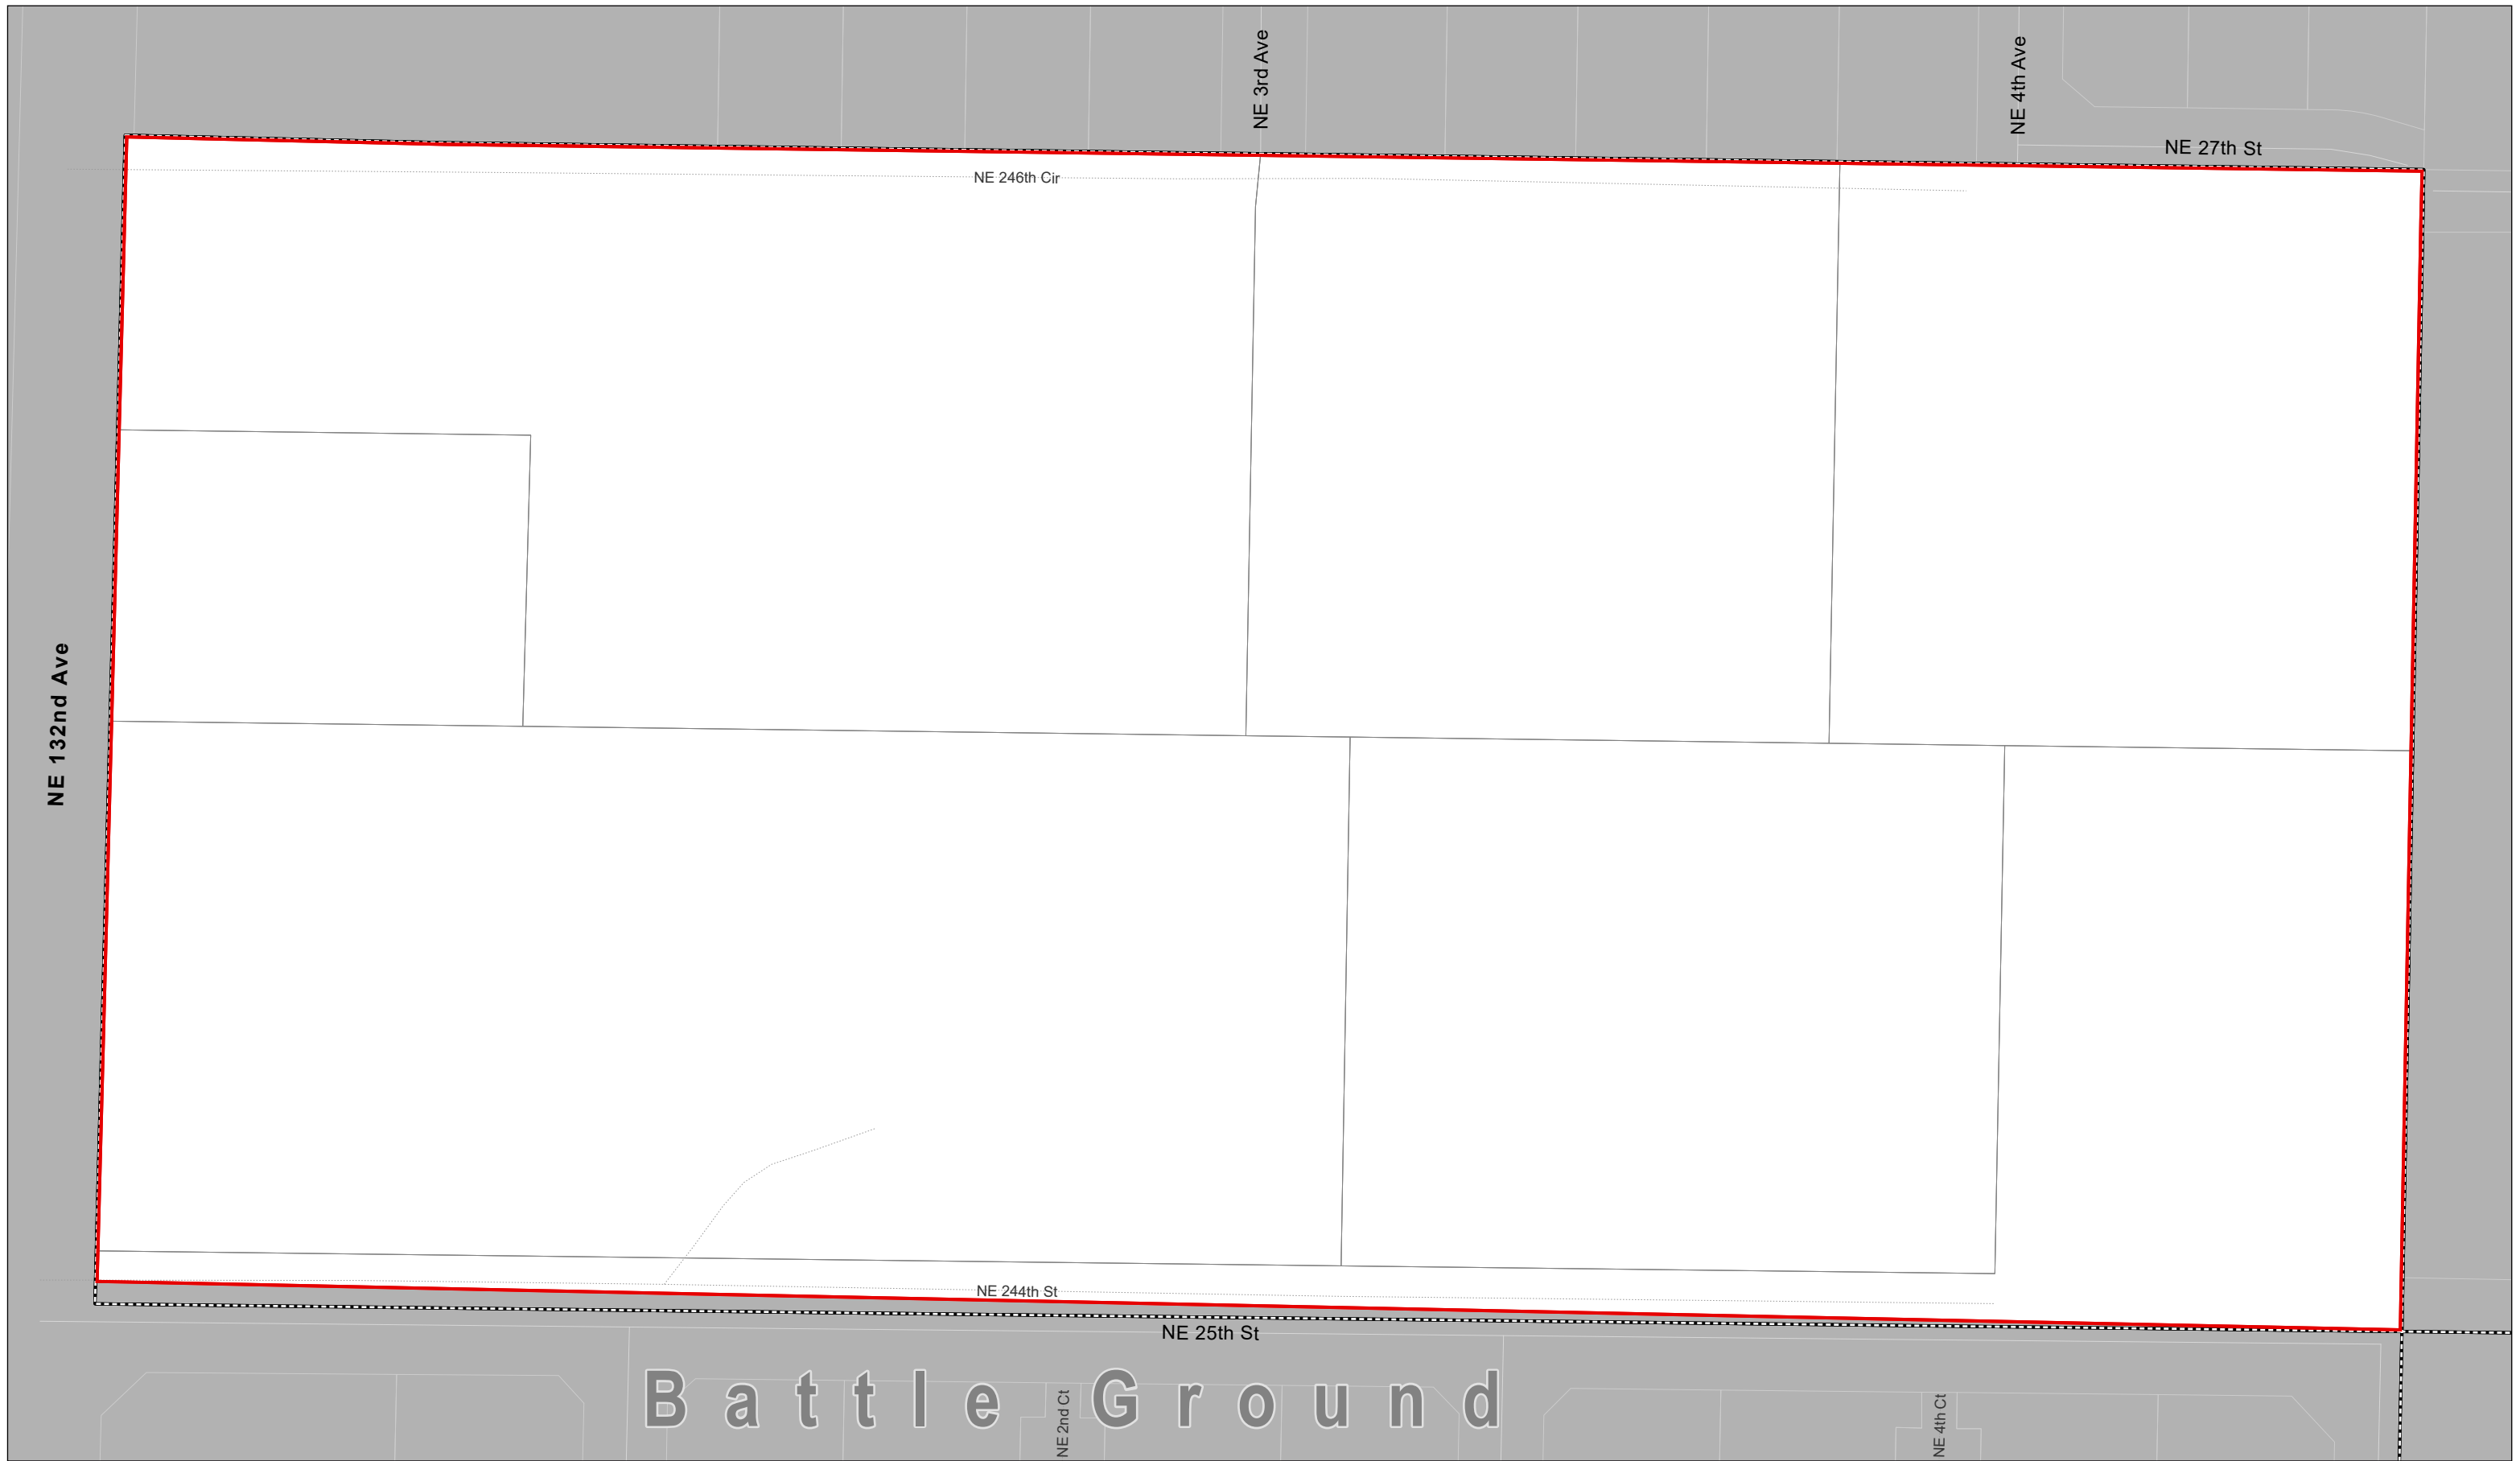 NE 3rd Ave
NE 4th Ave
NE 27th St
NE 246th Cir
NE 132nd Ave
NE 244th St
NE 25th St
Battle Ground
NE 2nd Ct
NE 4th Ct